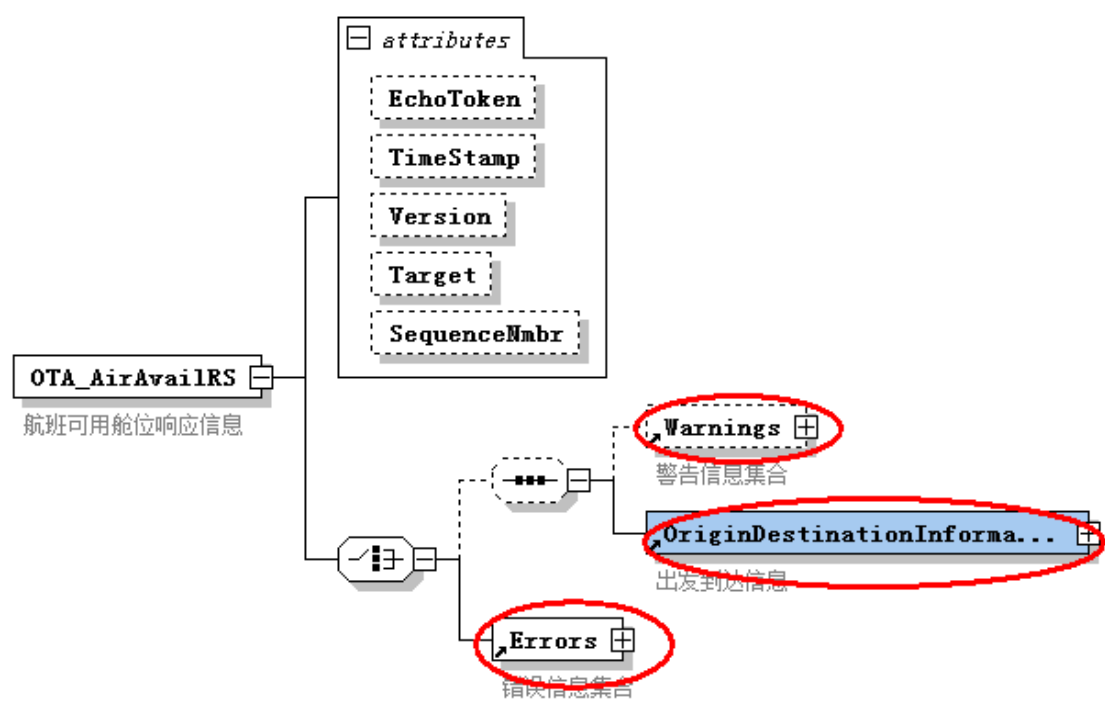 attributes
EchoToken
TimeStamp
Version
Target
SequenceNmbr
OTA_AirAvailRS
航班可用舱位响应信息
Warnings
警告信息集合
OriginDestinationInforma...
出发到达信息
Errors
错误信息集合